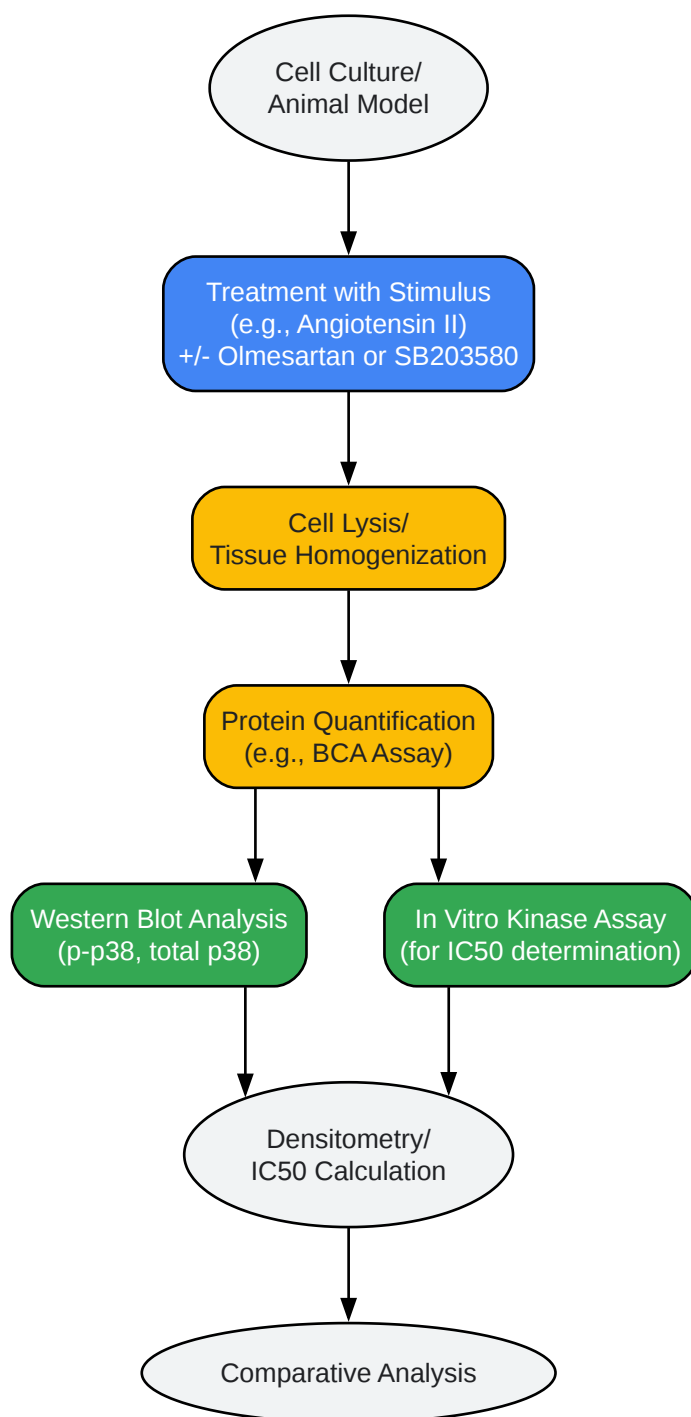 Cell Culture/
Animal Model
Treatment with Stimulus
(e.g., Angiotensin II)
+/- Olmesartan or SB203580
Cell Lysis/
Tissue Homogenization
Protein Quantification
(e.g., BCA Assay)
Western Blot Analysis
(p-p38, total p38)
In Vitro Kinase Assay
(for IC50 determination)
Densitometry/
IC50 Calculation
Comparative Analysis